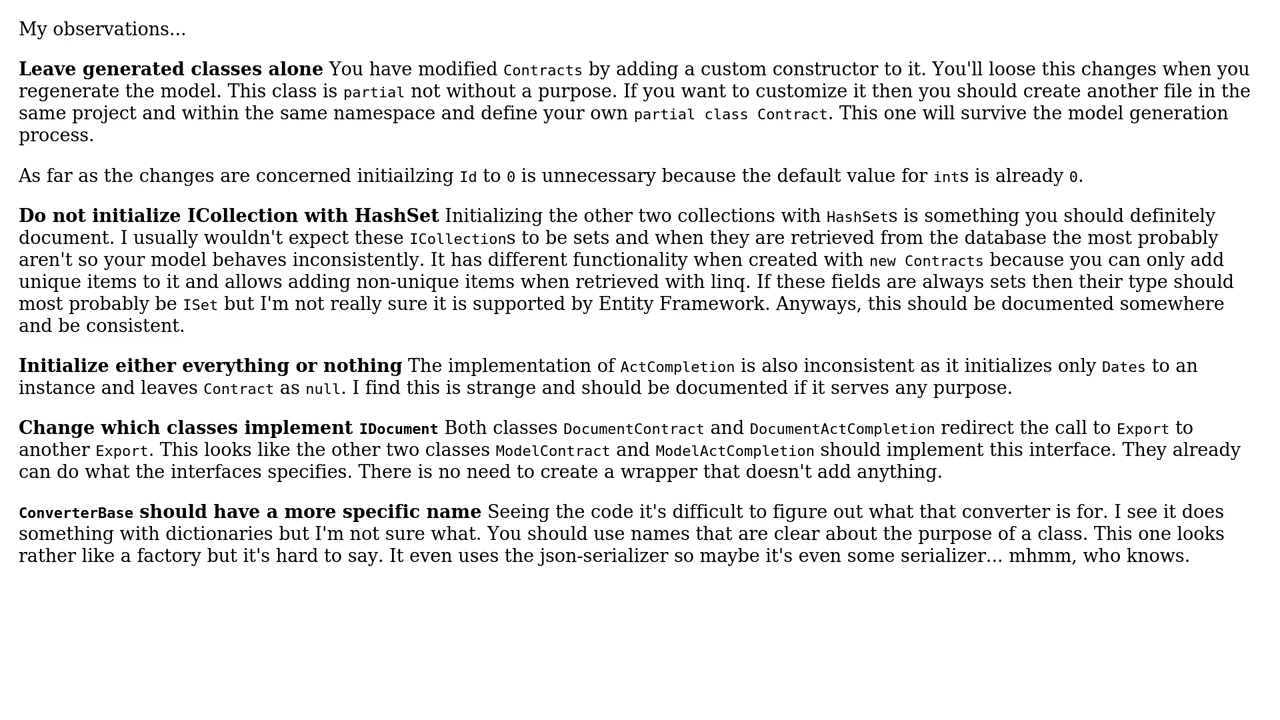 My observations...
Leave generated classes alone You have modified Contracts by adding a custom constructor to it. You'll loose this changes when you
regenerate the model. This class is partial not without a purpose. If you want to customize it then you should create another file in the
same project and within the same namespace and define your own partial class Contract. This one will survive the model generation
process.
As far as the changes are concerned initiailzing Id to 0 is unnecessary because the default value for ints is already 0.
Do not initialize ICollection with HashSet Initializing the other two collections with HashSets is something you should definitely
document. I usually wouldn't expect these ICollections to be sets and when they are retrieved from the database the most probably
aren't so your model behaves inconsistently. It has different functionality when created with new Contracts because you can only add
unique items to it and allows adding non-unique items when retrieved with linq. If these fields are always sets then their type should
most probably be ISet but I'm not really sure it is supported by Entity Framework. Anyways, this should be documented somewhere
and be consistent.
Initialize either everything or nothing The implementation of ActCompletion is also inconsistent as it initializes only Dates to an
instance and leaves Contract as null. I find this is strange and should be documented if it serves any purpose.
Change which classes implement IDocument Both classes DocumentContract and DocumentActCompletion redirect the call to Export to
another Export. This looks like the other two classes ModelContract and ModelActCompletion should implement this interface. They already
can do what the interfaces specifies. There is no need to create a wrapper that doesn't add anything.
ConverterBase should have a more specific name Seeing the code it's difficult to figure out what that converter is for. I see it does
something with dictionaries but I'm not sure what. You should use names that are clear about the purpose of a class. This one looks
rather like a factory but it's hard to say. It even uses the json-serializer so maybe it's even some serializer... mhmm, who knows.